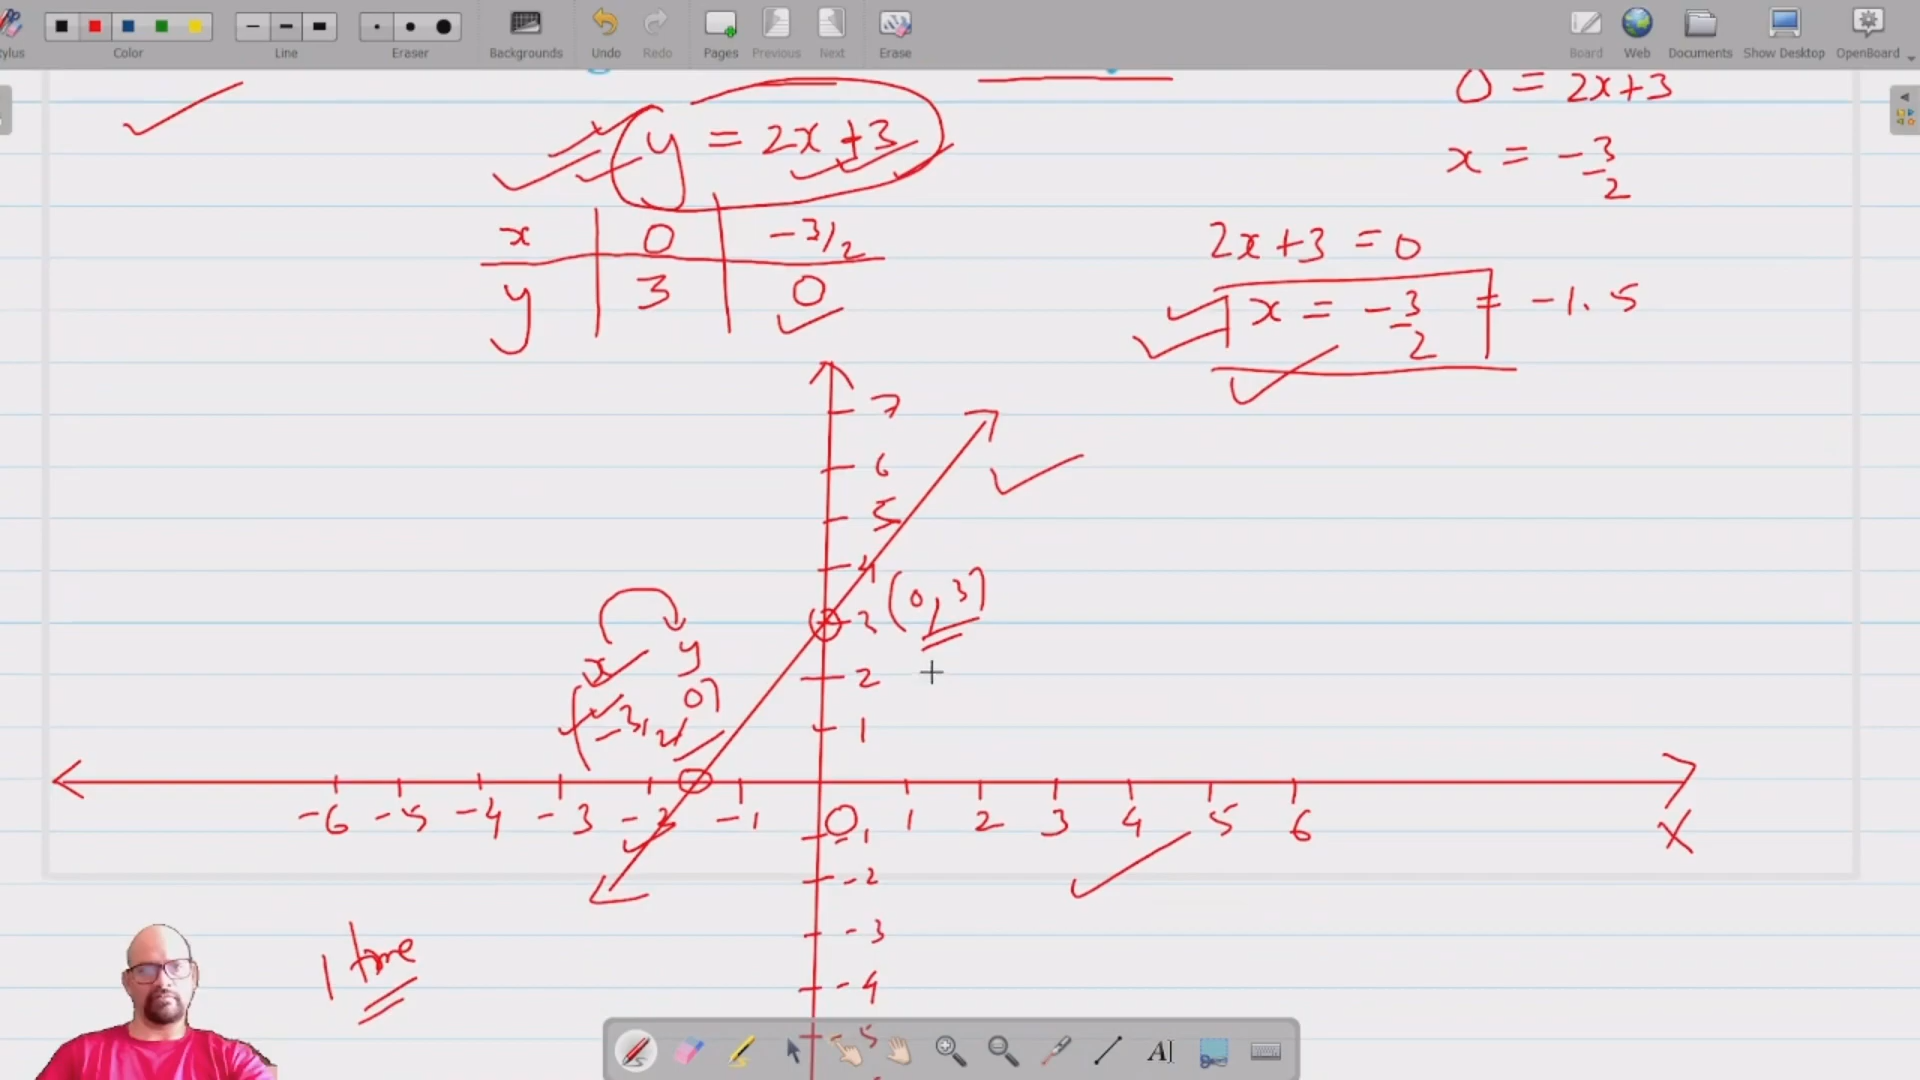 Stylus Color Line Eraser Backgrounds Undo Redo Pages Previous Next Erase Board Web Documents Show Desktop OpenBoard
0 = 2x+3
y = 2x+3
x = -3/2
x 0 -3/2
2x+3 = 0
y 3 0
x = -3/2 = -1.5
7
6
5
4
(0, 3)
3
x y
(-3/2, 0)
2
1
-6 -5 -4 -3 -2 -1 0 1 2 3 4 5 6
X
-1
-2
-3
1 time
-4
-5
A